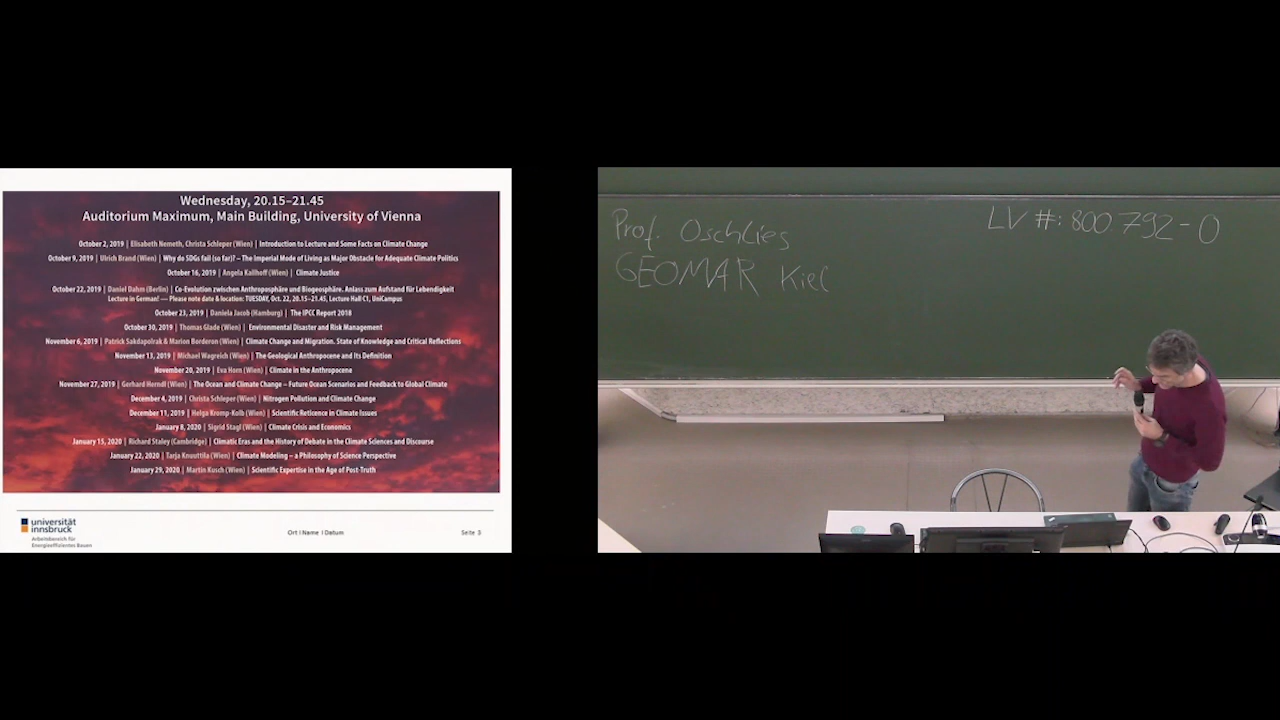 Wednesday, 20.15–21.45
Auditorium Maximum, Main Building, University of Vienna
October 2, 2019 | Elisabeth Nemeth, Christa Schleper (Wien) | Introduction to Lecture and Some Facts on Climate Change
October 9, 2019 | Ulrich Brand (Wien) | Why do SDGs fail (so far)? – The Imperial Mode of Living as Major Obstacle for Adequate Climate Politics
October 16, 2019 | Angela Kallhoff (Wien) | Climate Justice
October 22, 2019 | Daniel Dahm (Berlin) | Co-Evolution zwischen Anthroposphäre und Biogeosphäre. Anlass zum Aufstand für Lebendigkeit
Lecture in German! — Please note date & location: TUESDAY, Oct. 22, 20.15–21.45, Lecture Hall C1, UniCampus
October 23, 2019 | Daniela Jacob (Hamburg) | The IPCC Report 2018
October 30, 2019 | Thomas Glade (Wien) | Environmental Disaster and Risk Management
November 6, 2019 | Patrick Sakdapolrak & Marion Borderon (Wien) | Climate Change and Migration. State of Knowledge and Critical Reflections
November 13, 2019 | Michael Wagreich (Wien) | The Geological Anthropocene and Its Definition
November 20, 2019 | Eva Horn (Wien) | Climate in the Anthropocene
November 27, 2019 | Gerhard Herndl (Wien) | The Ocean and Climate Change – Future Ocean Scenarios and Feedback to Global Climate
December 4, 2019 | Christa Schleper (Wien) | Nitrogen Pollution and Climate Change
December 11, 2019 | Helga Kromp-Kolb (Wien) | Scientific Reticence in Climate Issues
January 8, 2020 | Sigrid Stagl (Wien) | Climate Crisis and Economics
January 15, 2020 | Richard Staley (Cambridge) | Climatic Eras and the History of Debate in the Climate Sciences and Discourse
January 22, 2020 | Tarja Knuuttila (Wien) | Climate Modeling – a Philosophy of Science Perspective
January 29, 2020 | Martin Kusch (Wien) | Scientific Expertise in the Age of Post-Truth
universität
innsbruck
Arbeitsbereich für
Energieeffizientes Bauen
Ort I Name I Datum
Seite 3
Prof. Oschlies
GEOMAR Kiel
LV #: 800 792-0